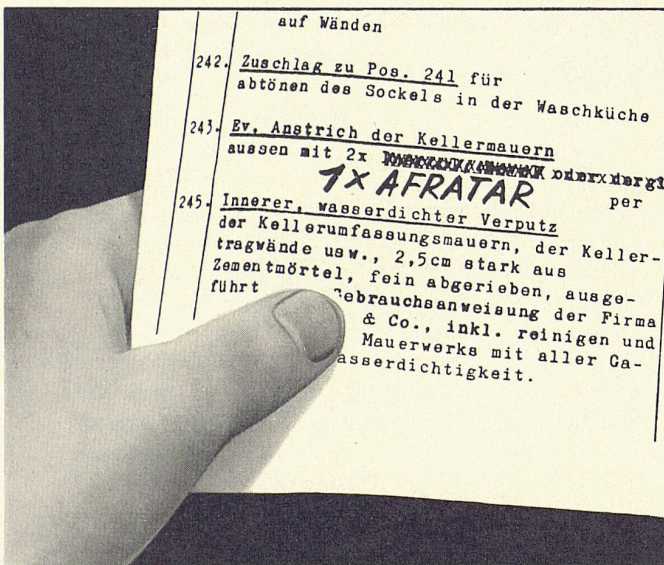 auf Wänden
242. Zuschlag zu Pos. 241 für
abtönen des Sockels in der Waschküche
243. Ev. Anstrich der Kellermauern
aussen mit 2x oder dergl
1X AFRATAR per
245. Innerer, wasserdichter Verputz
der Kellerumfassungsmauern, der Keller-
tragwände usw., 2,5cm stark aus
Zementmörtel, fein abgerieben, ausge-
führt Gebrauchsanweisung der Firma
& Co., inkl. reinigen und
Mauerwerks mit aller Ga-
asserdichtigkeit.